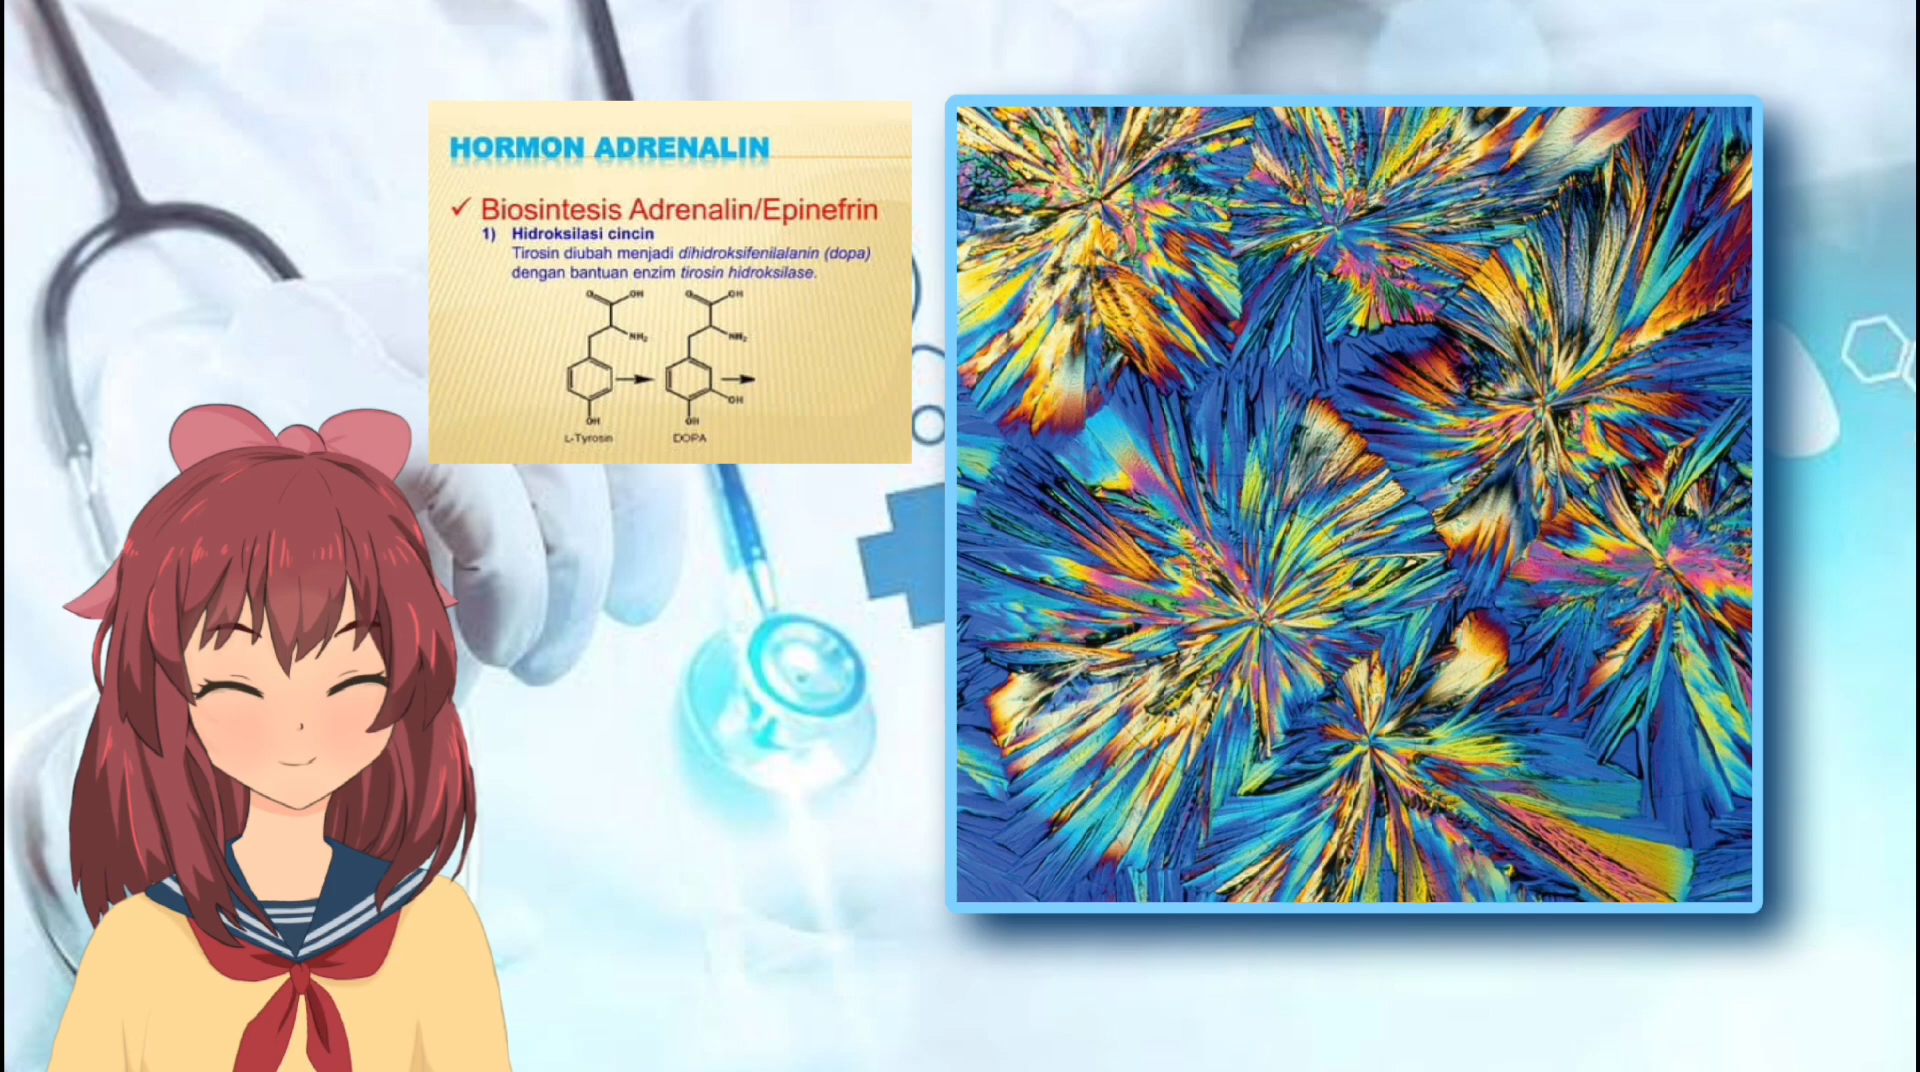 HORMON ADRENALIN
✓ Biosintesis Adrenalin/Epinefrin
1) Hidroksilasi cincin
Tirosin diubah menjadi dihidroksifenilalanin (dopa)
dengan bantuan enzim tirosin hidroksilase.
O OH O OH
NH₂ NH₂
OH
OH OH
L-Tyrosin DOPA